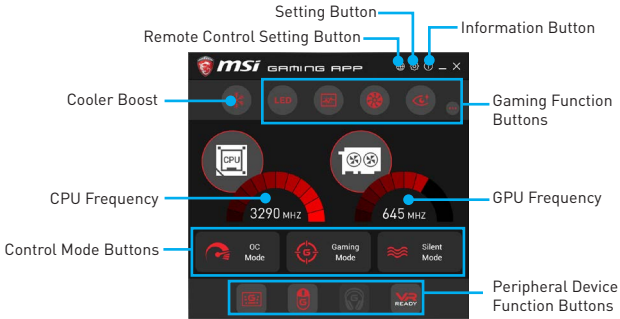 Setting Button
Remote Control Setting Button
Information Button
msi GAMING APP
Cooler Boost
LED
Gaming Function
Buttons
CPU
CPU Frequency
3290 MHZ
645 MHZ
GPU Frequency
Control Mode Buttons
OC
Mode
G
Gaming
Mode
Silent
Mode
VR
READY
Peripheral Device
Function Buttons